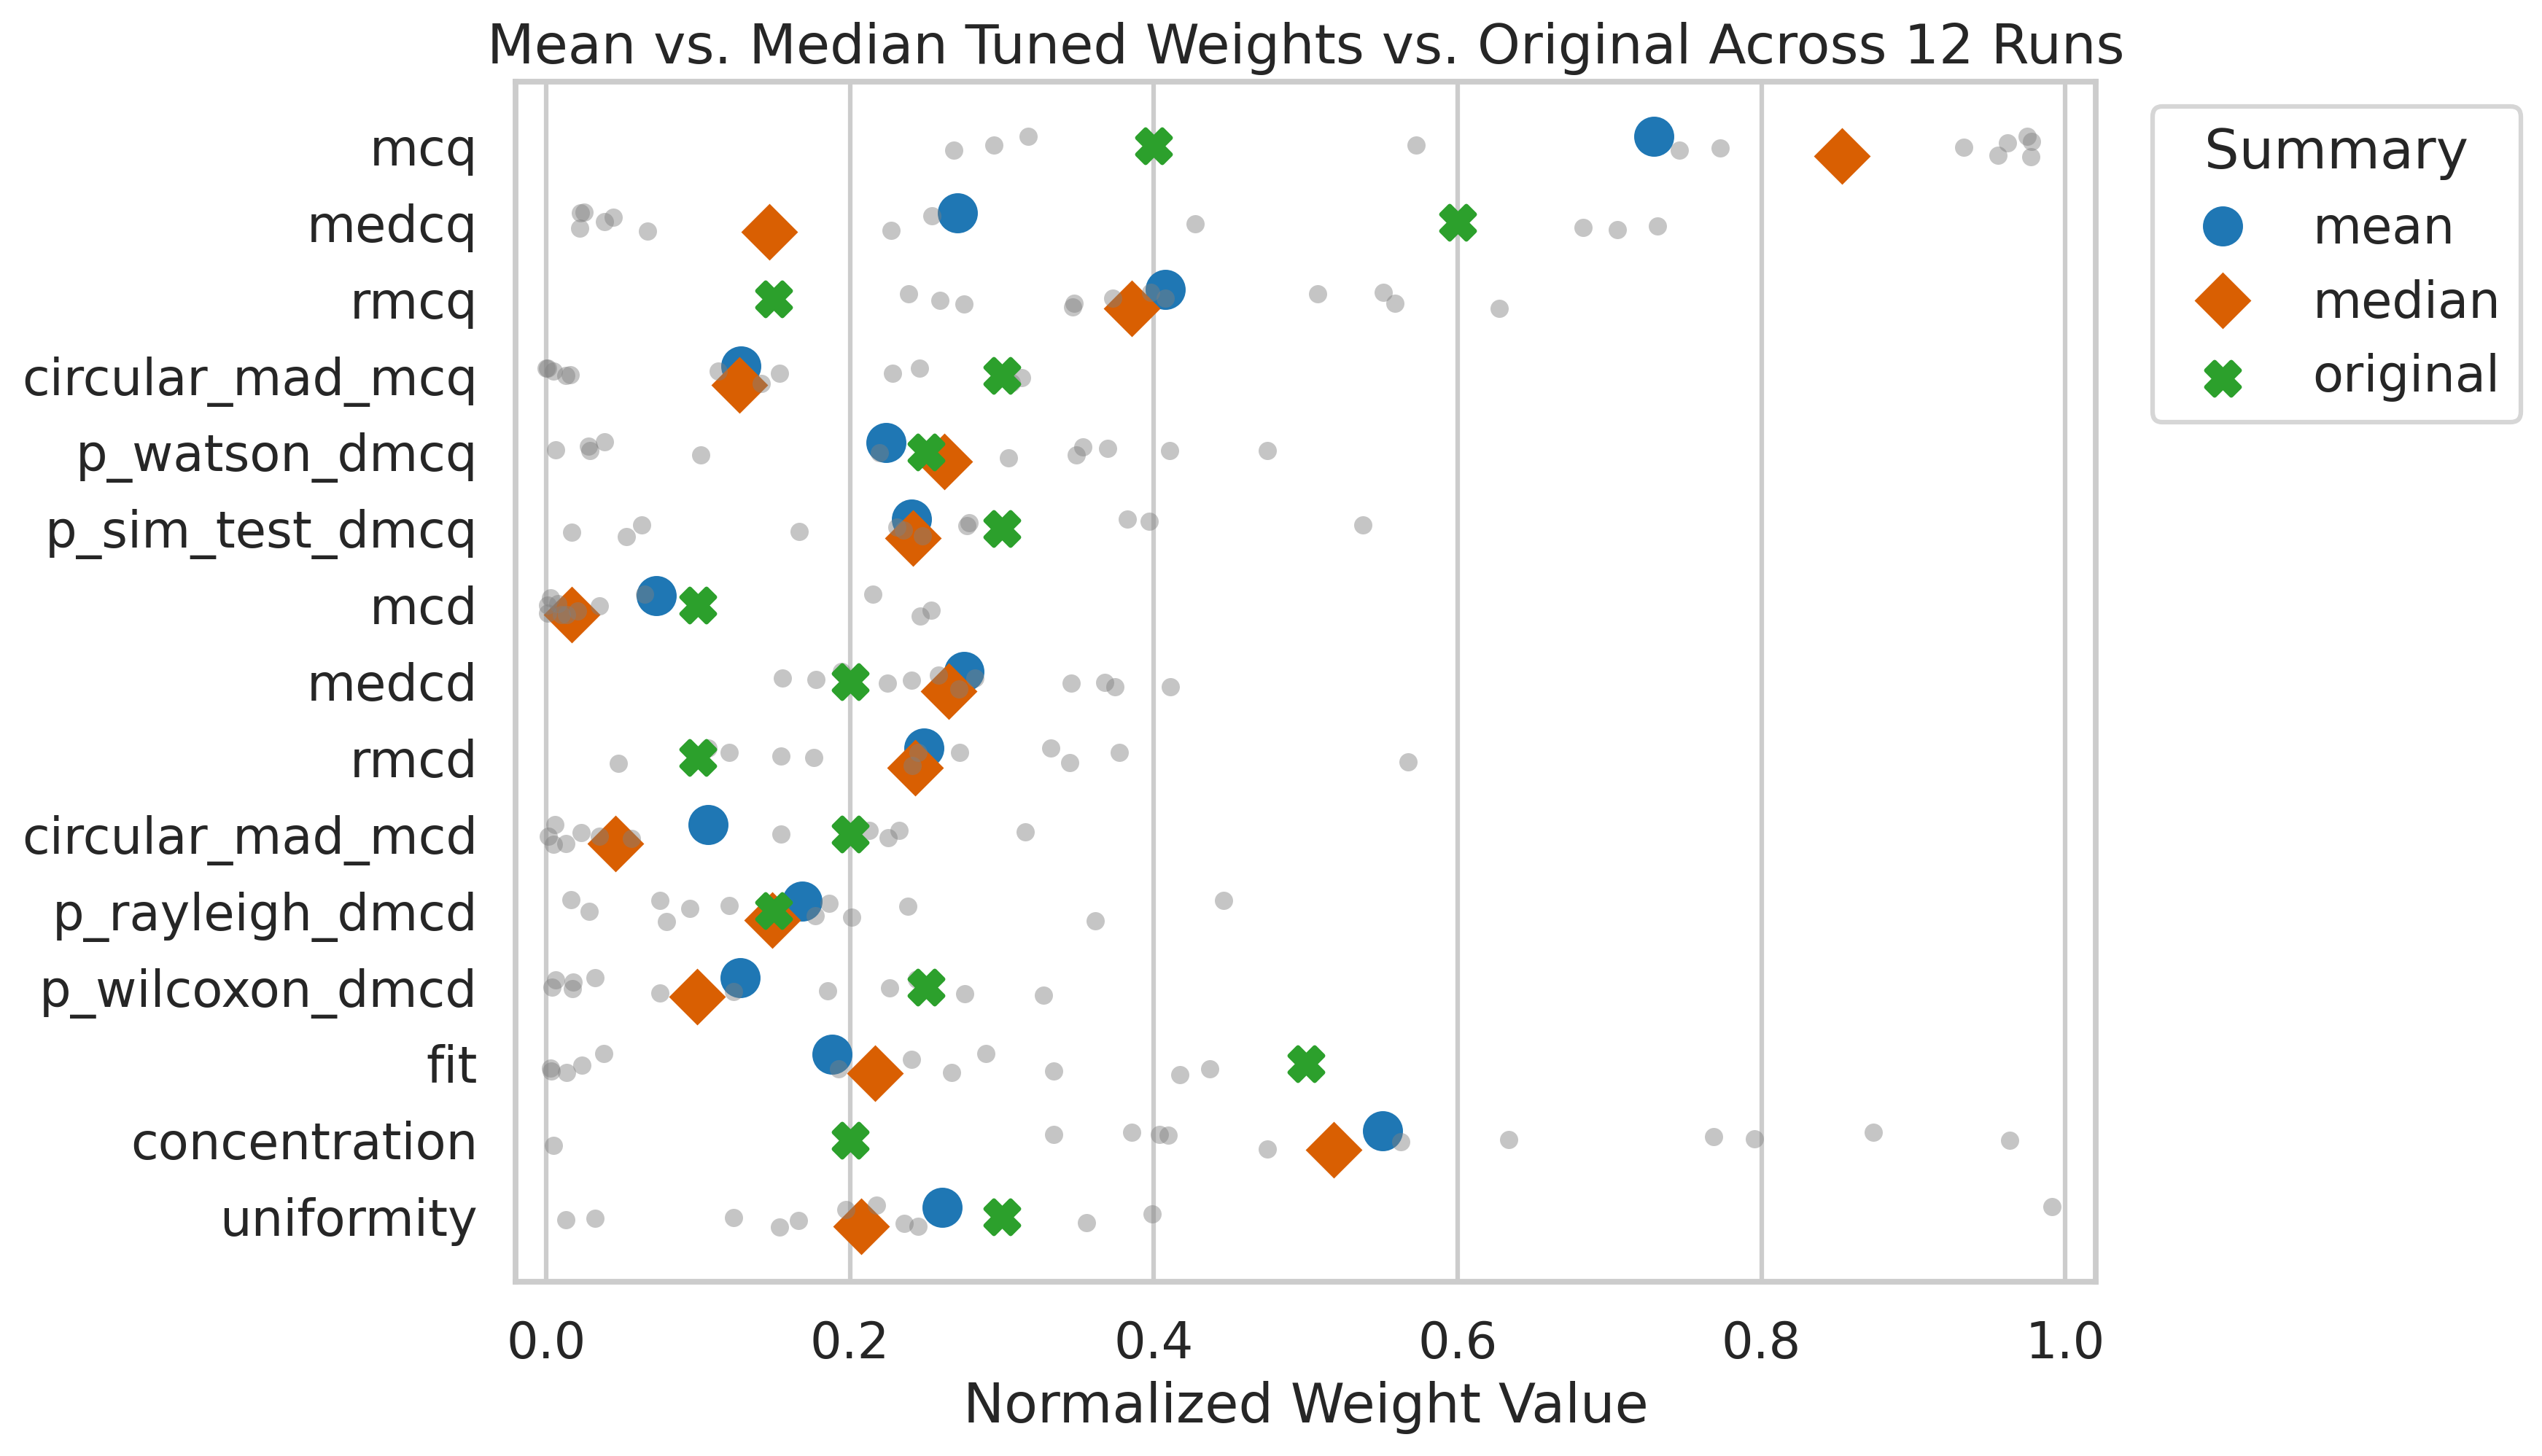 Mean vs. Median Tuned Weights vs. Original Across 12 Runs
mcq
medcq
rmcq
circular_mad_mcq
p_watson_dmcq
p_sim_test_dmcq
mcd
medcd
rmcd
circular_mad_mcd
p_rayleigh_dmcd
p_wilcoxon_dmcd
fit
concentration
uniformity
0.0 0.2 0.4 0.6 0.8 1.0
Normalized Weight Value
Summary
mean
median
original